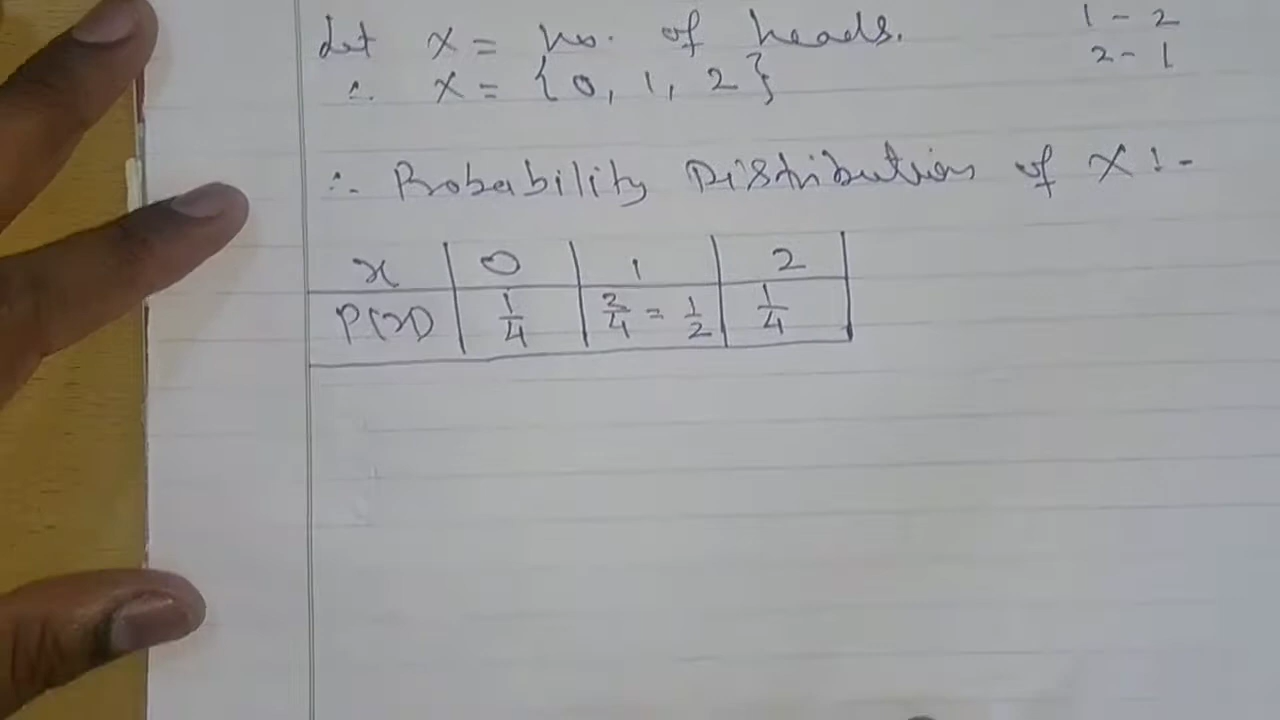 Let X = no. of heads.
1 - 2
∴ X = {0, 1, 2}
2 - 1
∴ Probability Distribution of X :-
x | 0 | 1 | 2
P(x) | 1/4 | 2/4 = 1/2 | 1/4